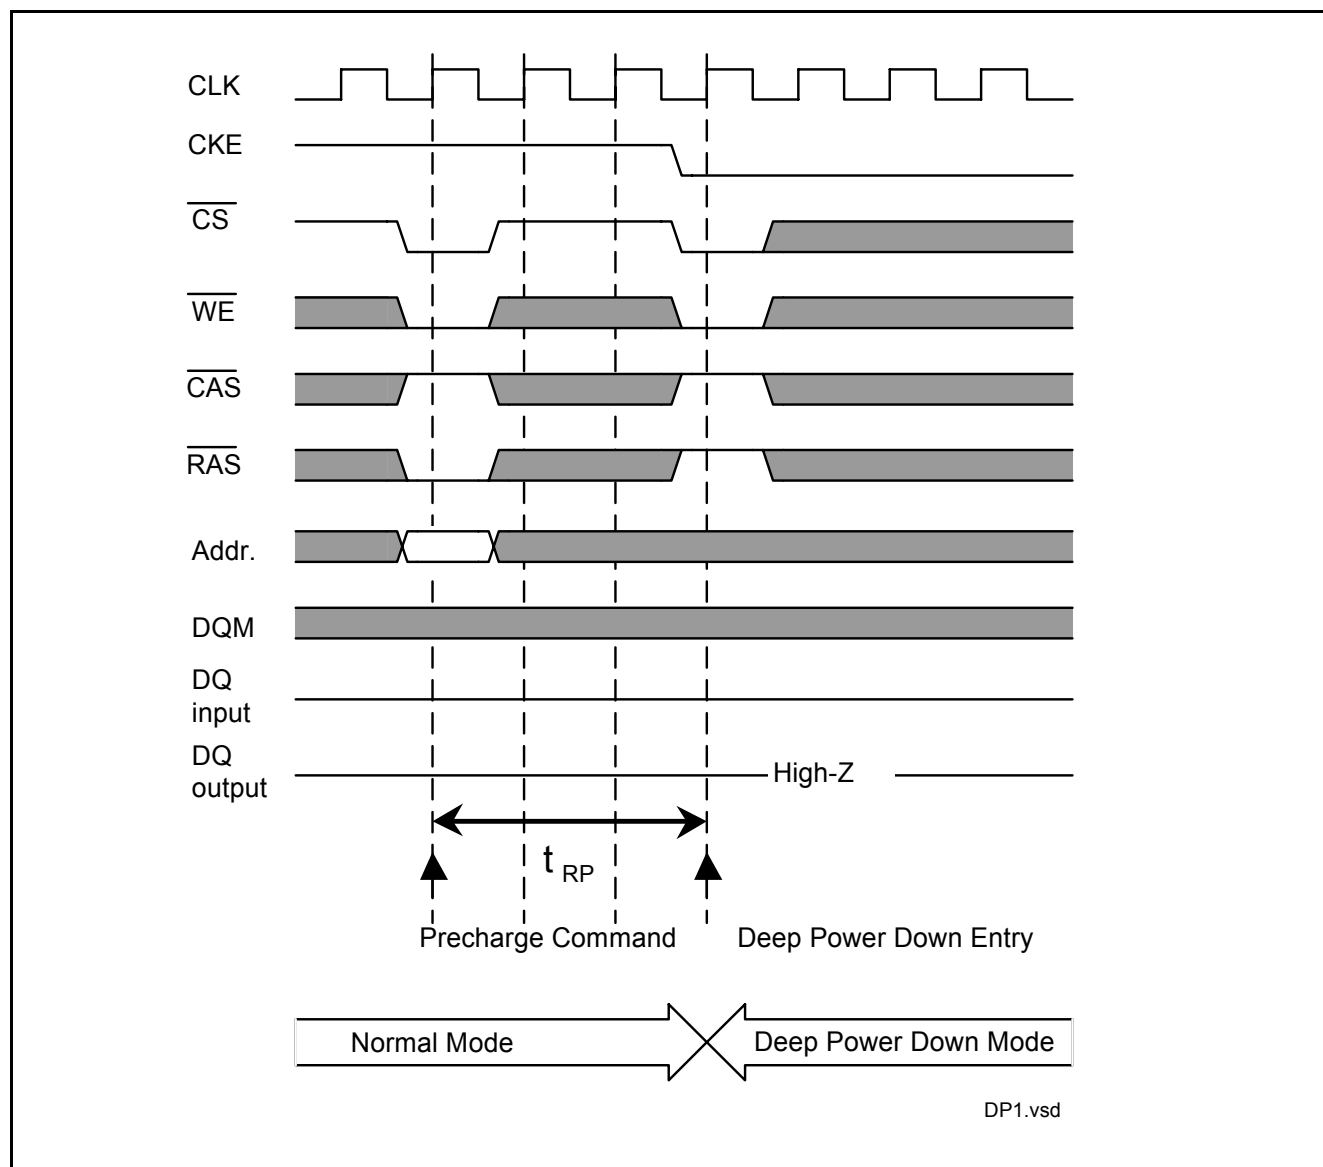 CLK
CKE
CS
WE
CAS
RAS
Addr.
DQM
DQ
input
DQ
output
High-Z
t RP
Precharge Command
Deep Power Down Entry
Normal Mode
Deep Power Down Mode
DP1.vsd